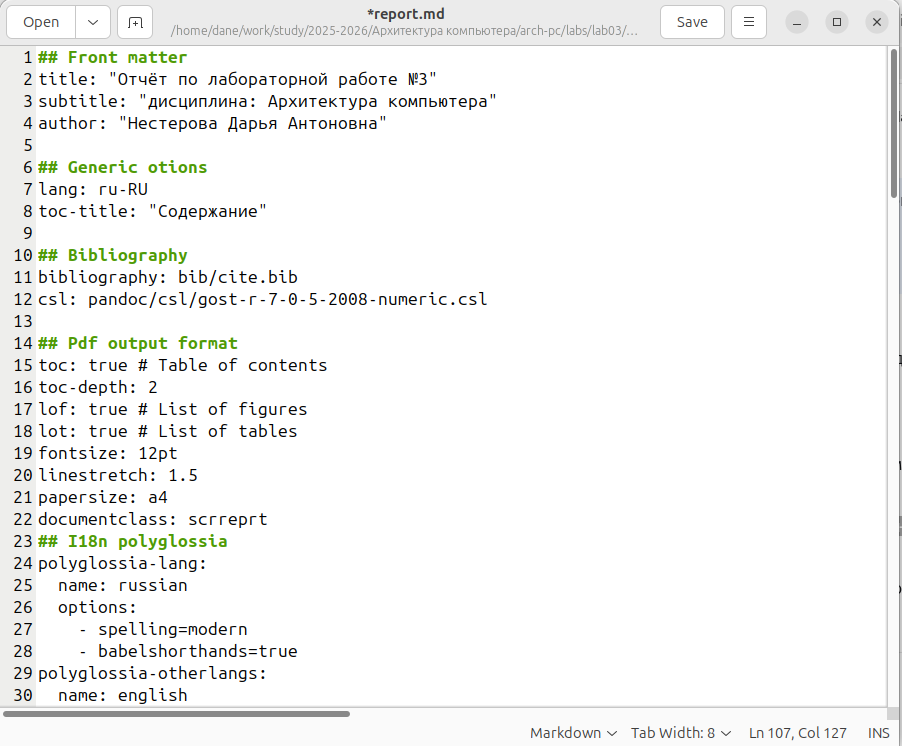 Open
*report.md
/home/dane/work/study/2025-2026/Архитектура компьютера/arch-pc/labs/lab03/…
Save
1 ## Front matter
2 title: "Отчёт по лабораторной работе №3"
3 subtitle: "дисциплина: Архитектура компьютера"
4 author: "Нестерова Дарья Антоновна"
5
6 ## Generic otions
7 lang: ru-RU
8 toc-title: "Содержание"
9
10 ## Bibliography
11 bibliography: bib/cite.bib
12 csl: pandoc/csl/gost-r-7-0-5-2008-numeric.csl
13
14 ## Pdf output format
15 toc: true # Table of contents
16 toc-depth: 2
17 lof: true # List of figures
18 lot: true # List of tables
19 fontsize: 12pt
20 linestretch: 1.5
21 papersize: a4
22 documentclass: scrreprt
23 ## I18n polyglossia
24 polyglossia-lang:
25   name: russian
26   options:
27     - spelling=modern
28     - babelshorthands=true
29 polyglossia-otherlangs:
30   name: english
Markdown Tab Width: 8 Ln 107, Col 127 INS